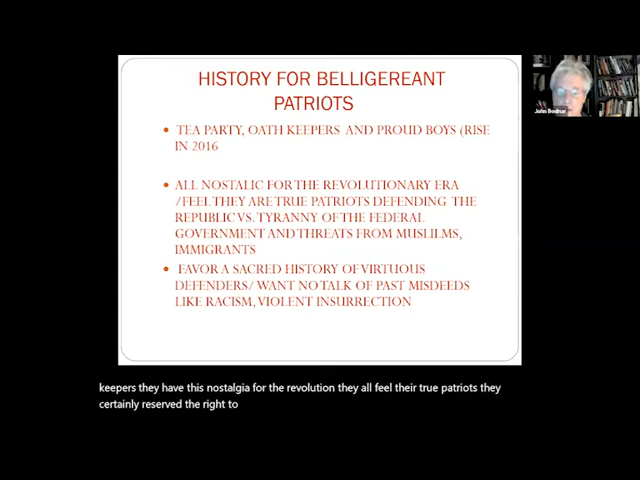 HISTORY FOR BELLIGEREANT
PATRIOTS
• TEA PARTY, OATH KEEPERS AND PROUD BOYS (RISE
IN 2016
• ALL NOSTALIC FOR THE REVOLUTIONARY ERA
/FEEL THEY ARE TRUE PATRIOTS DEFENDING THE
REPUBLIC VS. TYRANNY OF THE FEDERAL
GOVERNMENT AND THREATS FROM MUSLILMS,
IMMIGRANTS
• FAVOR A SACRED HISTORY OF VIRTUOUS
DEFENDERS/ WANT NO TALK OF PAST MISDEEDS
LIKE RACISM, VIOLENT INSURRECTION
John Bodnar
keepers they have this nostalgia for the revolution they all feel their true patriots they
certainly reserved the right to